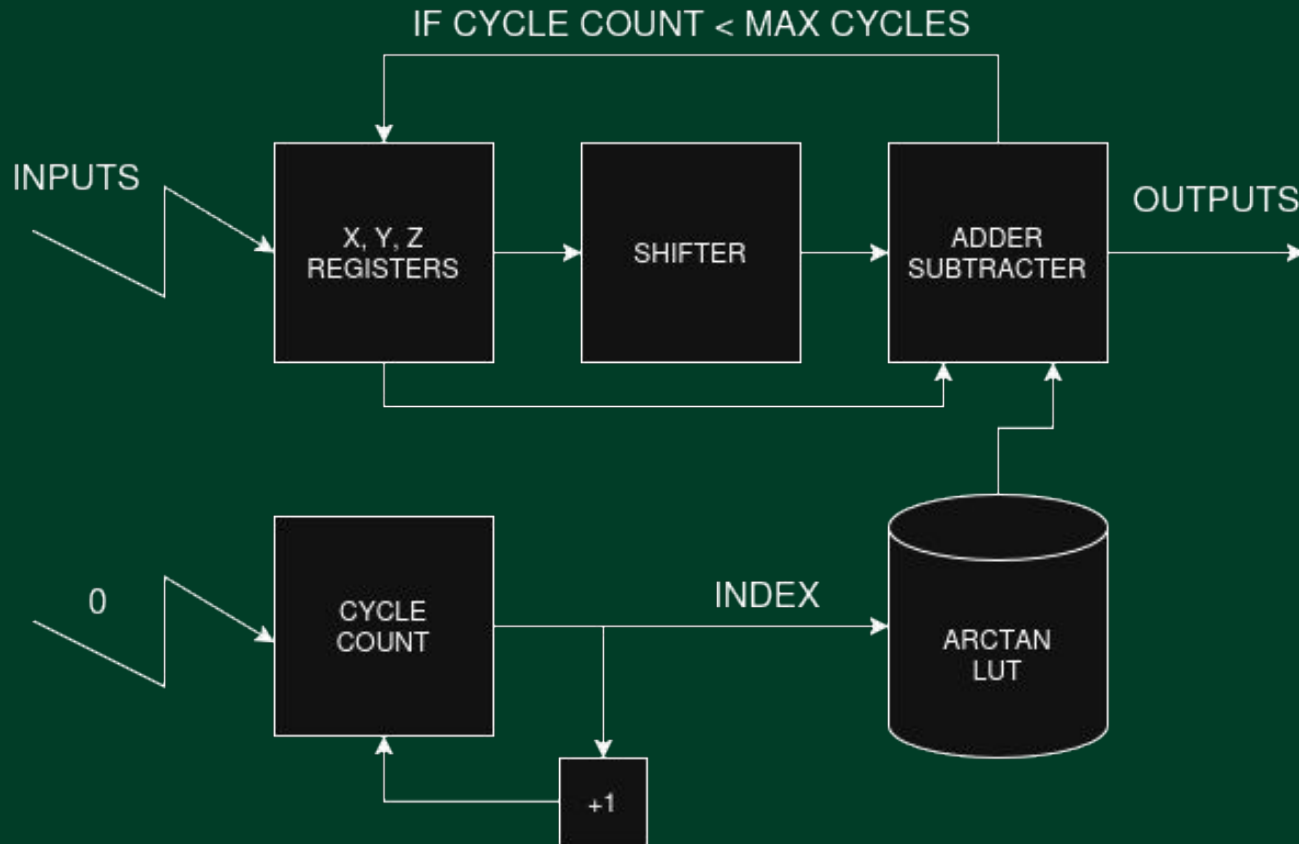 IF CYCLE COUNT < MAX CYCLES
INPUTS
X, Y, Z
REGISTERS
SHIFTER
ADDER
SUBTRACTER
OUTPUTS
0
CYCLE
COUNT
INDEX
ARCTAN
LUT
+1